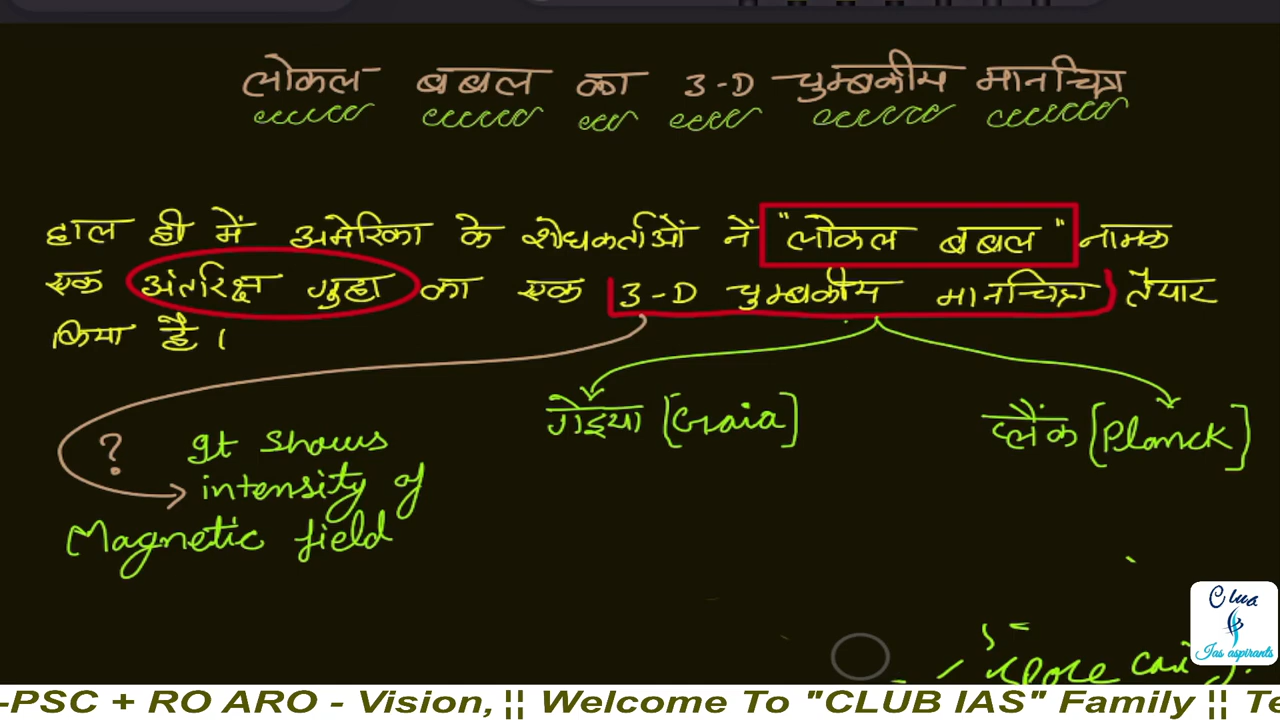 लोकल बबल का 3-D चुम्बकीय मानचित्र
हाल ही में अमेरिका के शोधकर्ताओं नें "लोकल बबल" नामक
एक अंतरिक्ष गुहा का एक 3-D चुम्बकीय मानचित्र तैयार
किया है।
गेइया [Gaia]
प्लैंक [Planck]
? It shows
intensity of
Magnetic field
Club
Ias aspirants
-PSC + RO ARO - Vision, ¦¦ Welcome To "CLUB IAS" Family ¦¦ Te